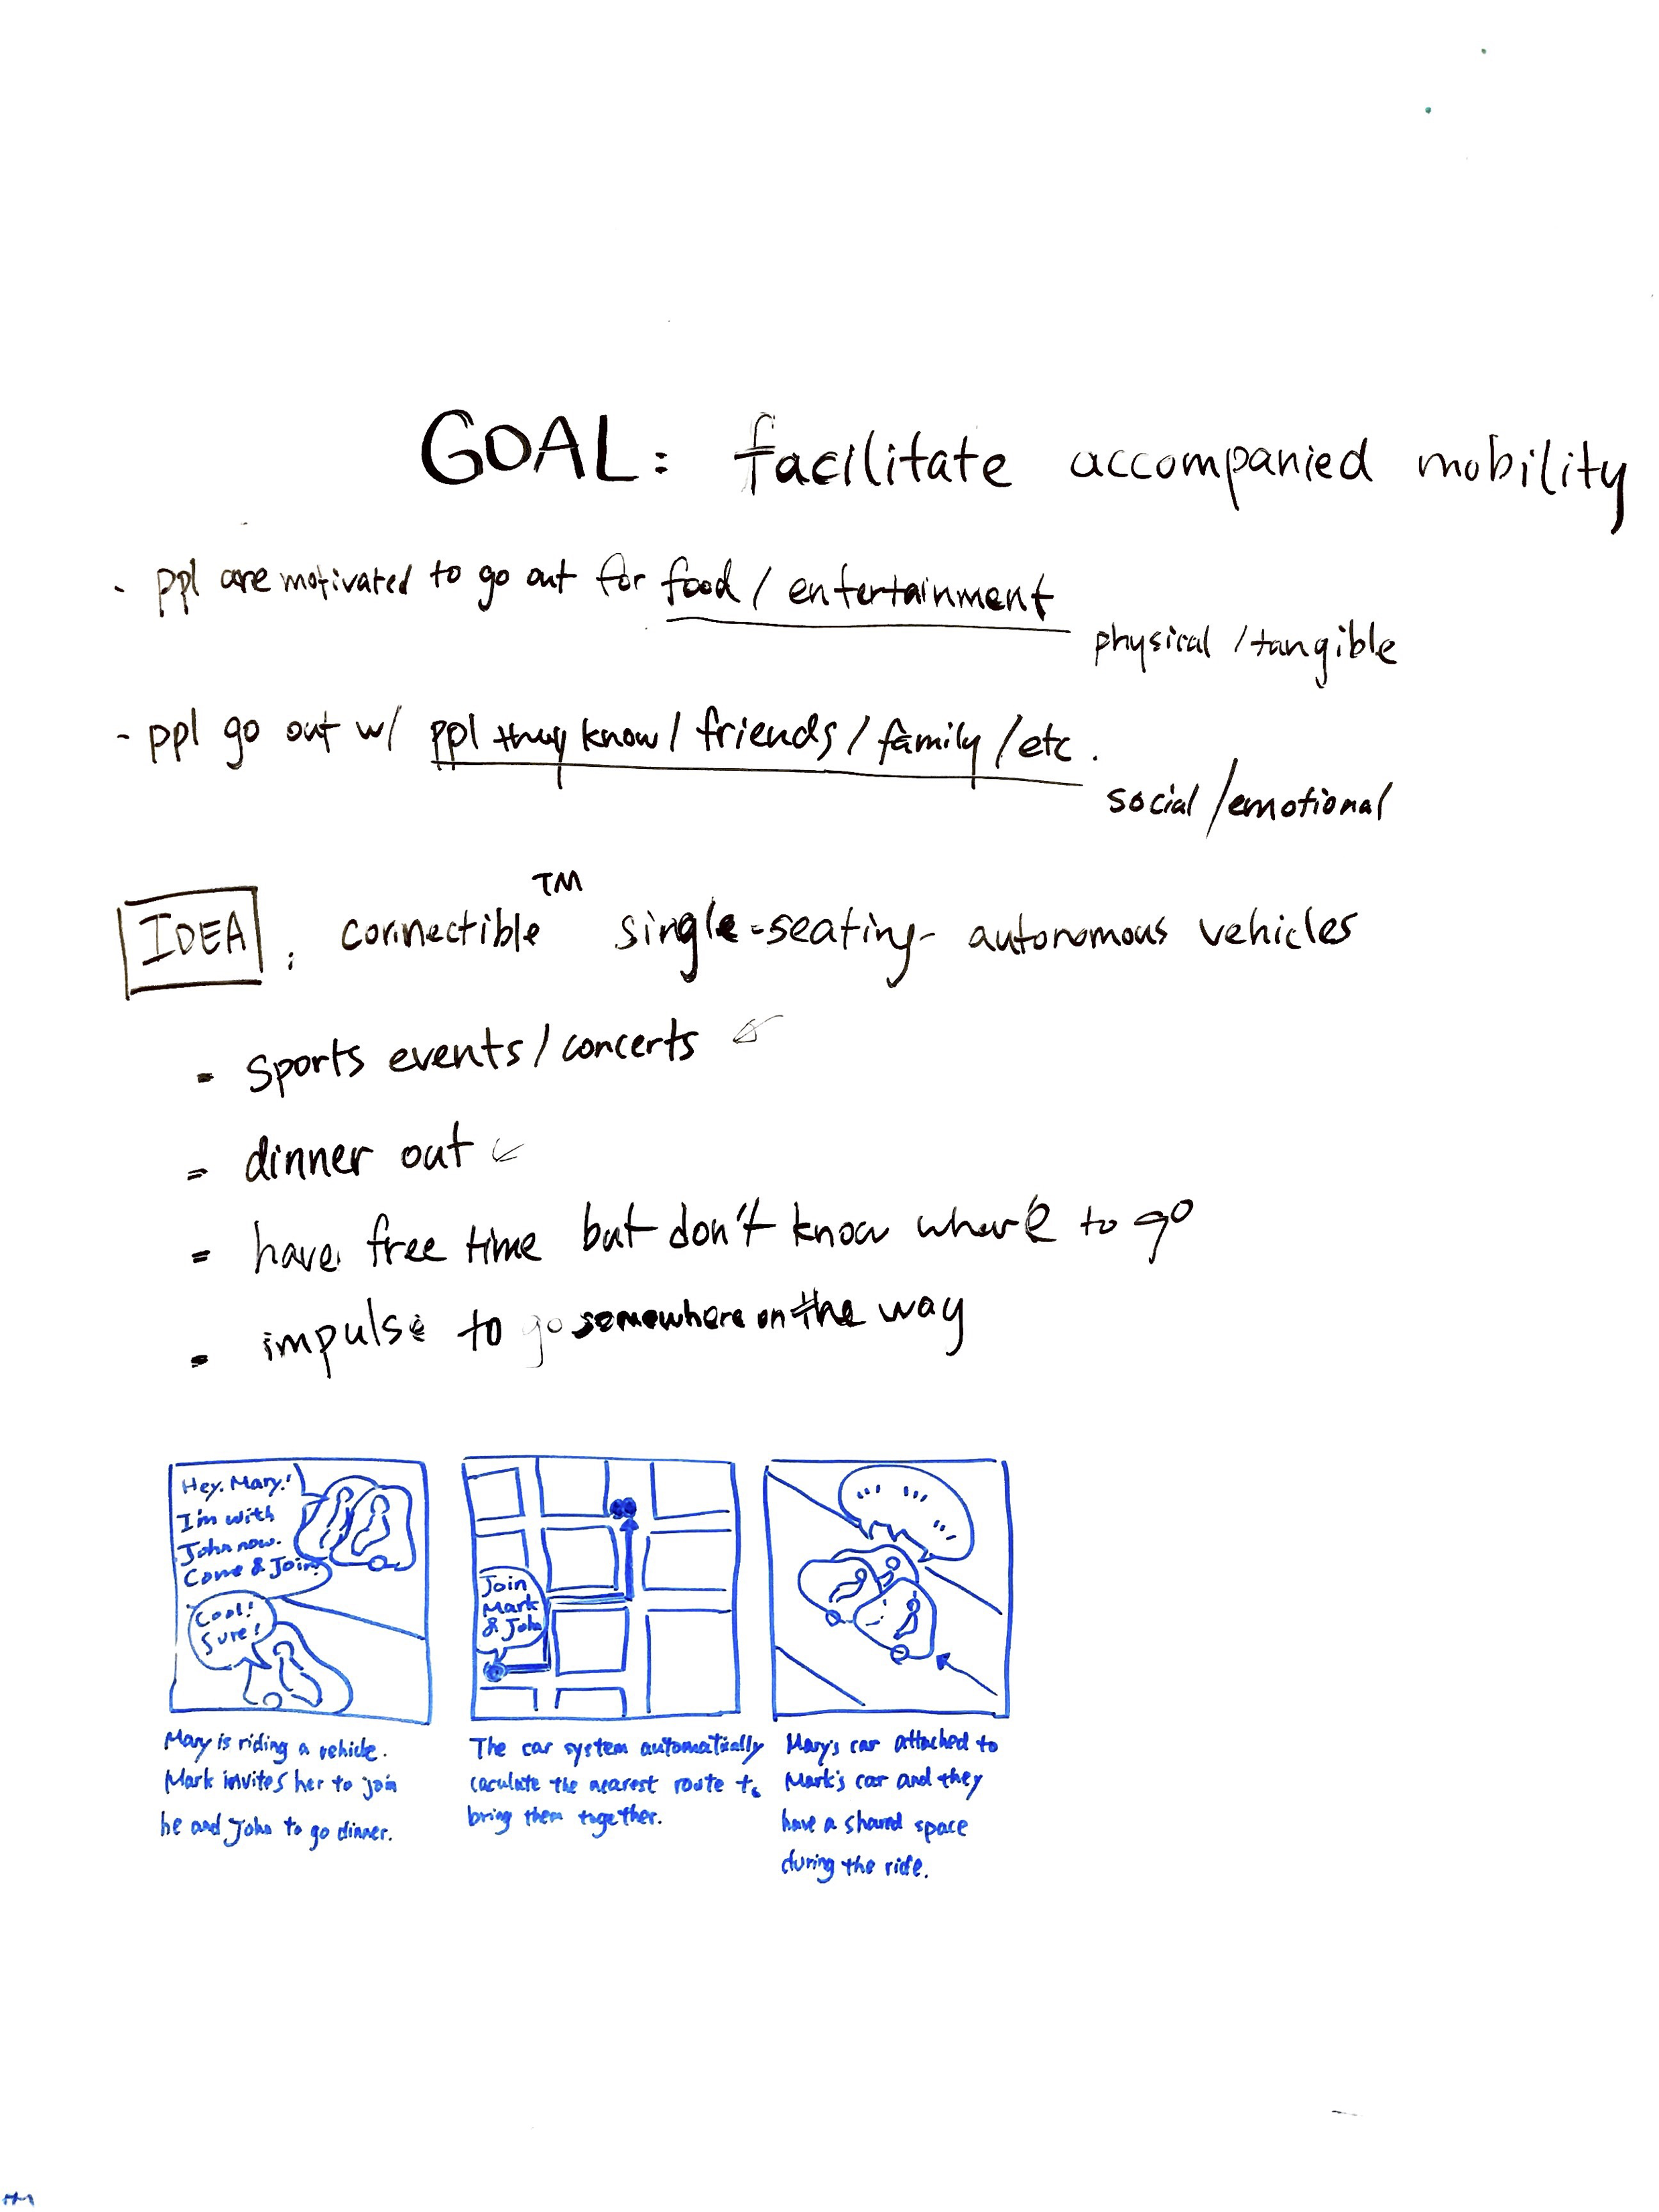 GOAL: facilitate accompanied mobility
- ppl are motivated to go out for food / entertainment
physical / tangible
- ppl go out w/ ppl they know / friends / family / etc.
social / emotional
IDEA: connectible™ single-seating autonomous vehicles
- sports events / concerts
- dinner out
- have free time but don't know where to go
- impulse to go somewhere on the way
Hey, Mary!
I'm with
John now.
Come & Join!
Cool!
Sure!
Join
Mark
& John
Mary is riding a vehicle.
Mark invites her to join
he and John to go dinner.
The car system automatically
caculate the nearest route to
bring them together.
Mary's car attached to
Mark's car and they
have a shared space
during the ride.